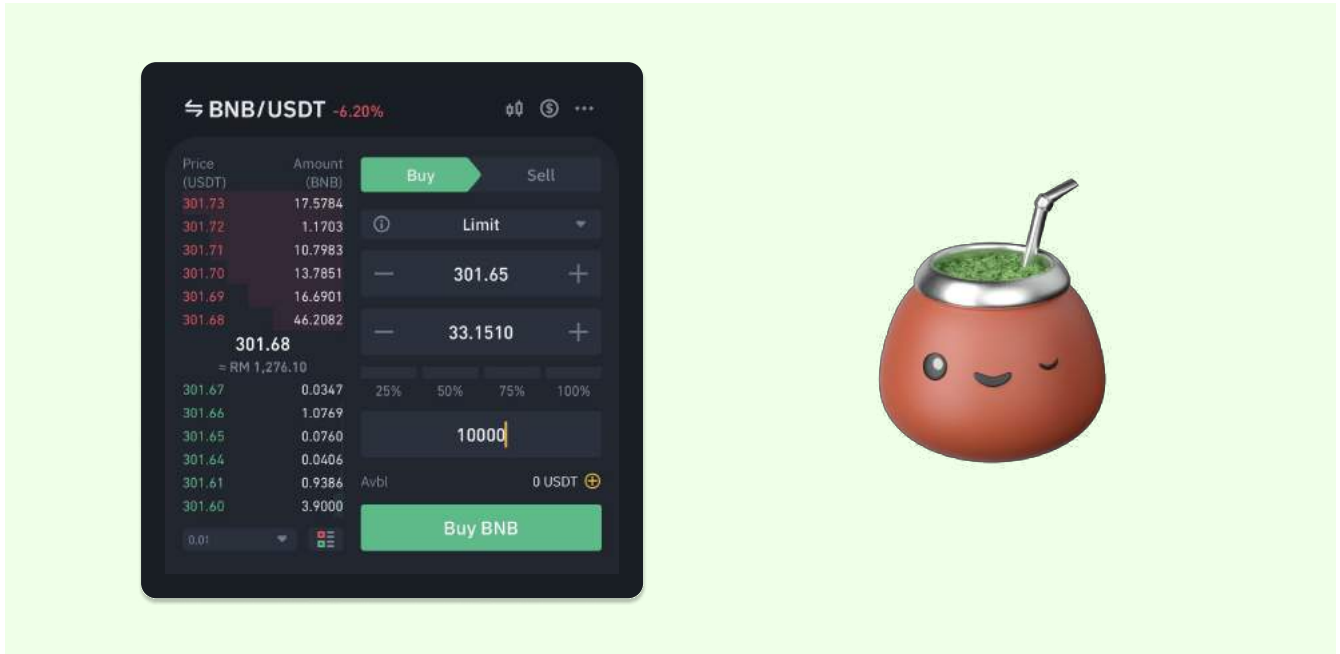 BNB/USDT -6.20%
Price Amount
(USDT) (BNB)
301.73 17.5784
301.72 1.1703
301.71 10.7983
301.70 13.7851
301.69 16.6901
301.68 46.2082
301.68
≈ RM 1,276.10
301.67 0.0347
301.66 1.0769
301.65 0.0760
301.64 0.0406
301.61 0.9386
301.60 3.9000
0.01
Buy Sell
Limit
301.65
33.1510
25% 50% 75% 100%
10000
Avbl 0 USDT
Buy BNB